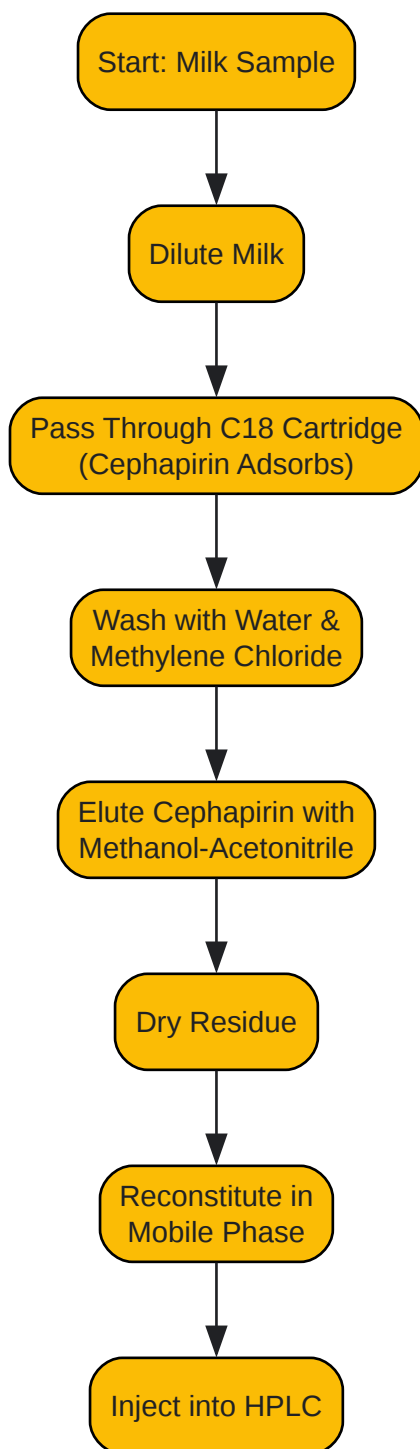 Start: Milk Sample
Dilute Milk
Pass Through C18 Cartridge
(Cephapirin Adsorbs)
Wash with Water &
Methylene Chloride
Elute Cephapirin with
Methanol-Acetonitrile
Dry Residue
Reconstitute in
Mobile Phase
Inject into HPLC